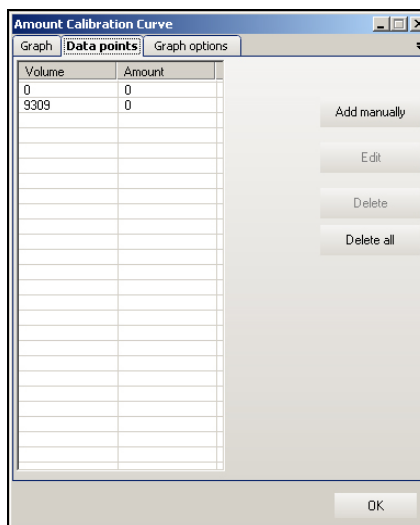 Amount Calibration Curve
Graph Data points Graph options
Volume Amount
0 0
9309 0
Add manually
Edit
Delete
Delete all
OK